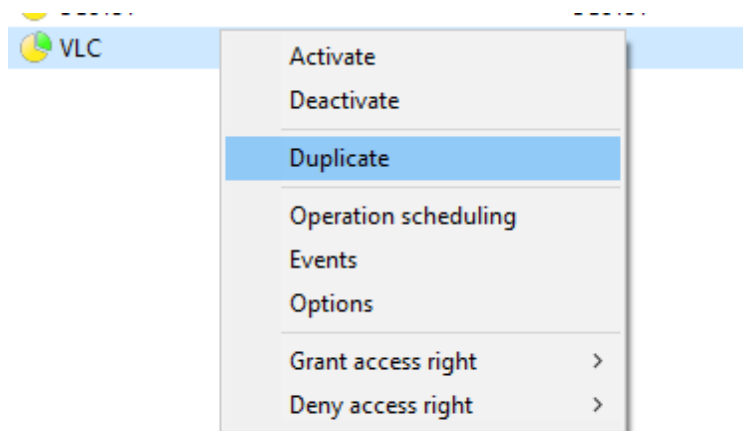 VLC
Activate
Deactivate
Duplicate
Operation scheduling
Events
Options
Grant access right
Deny access right